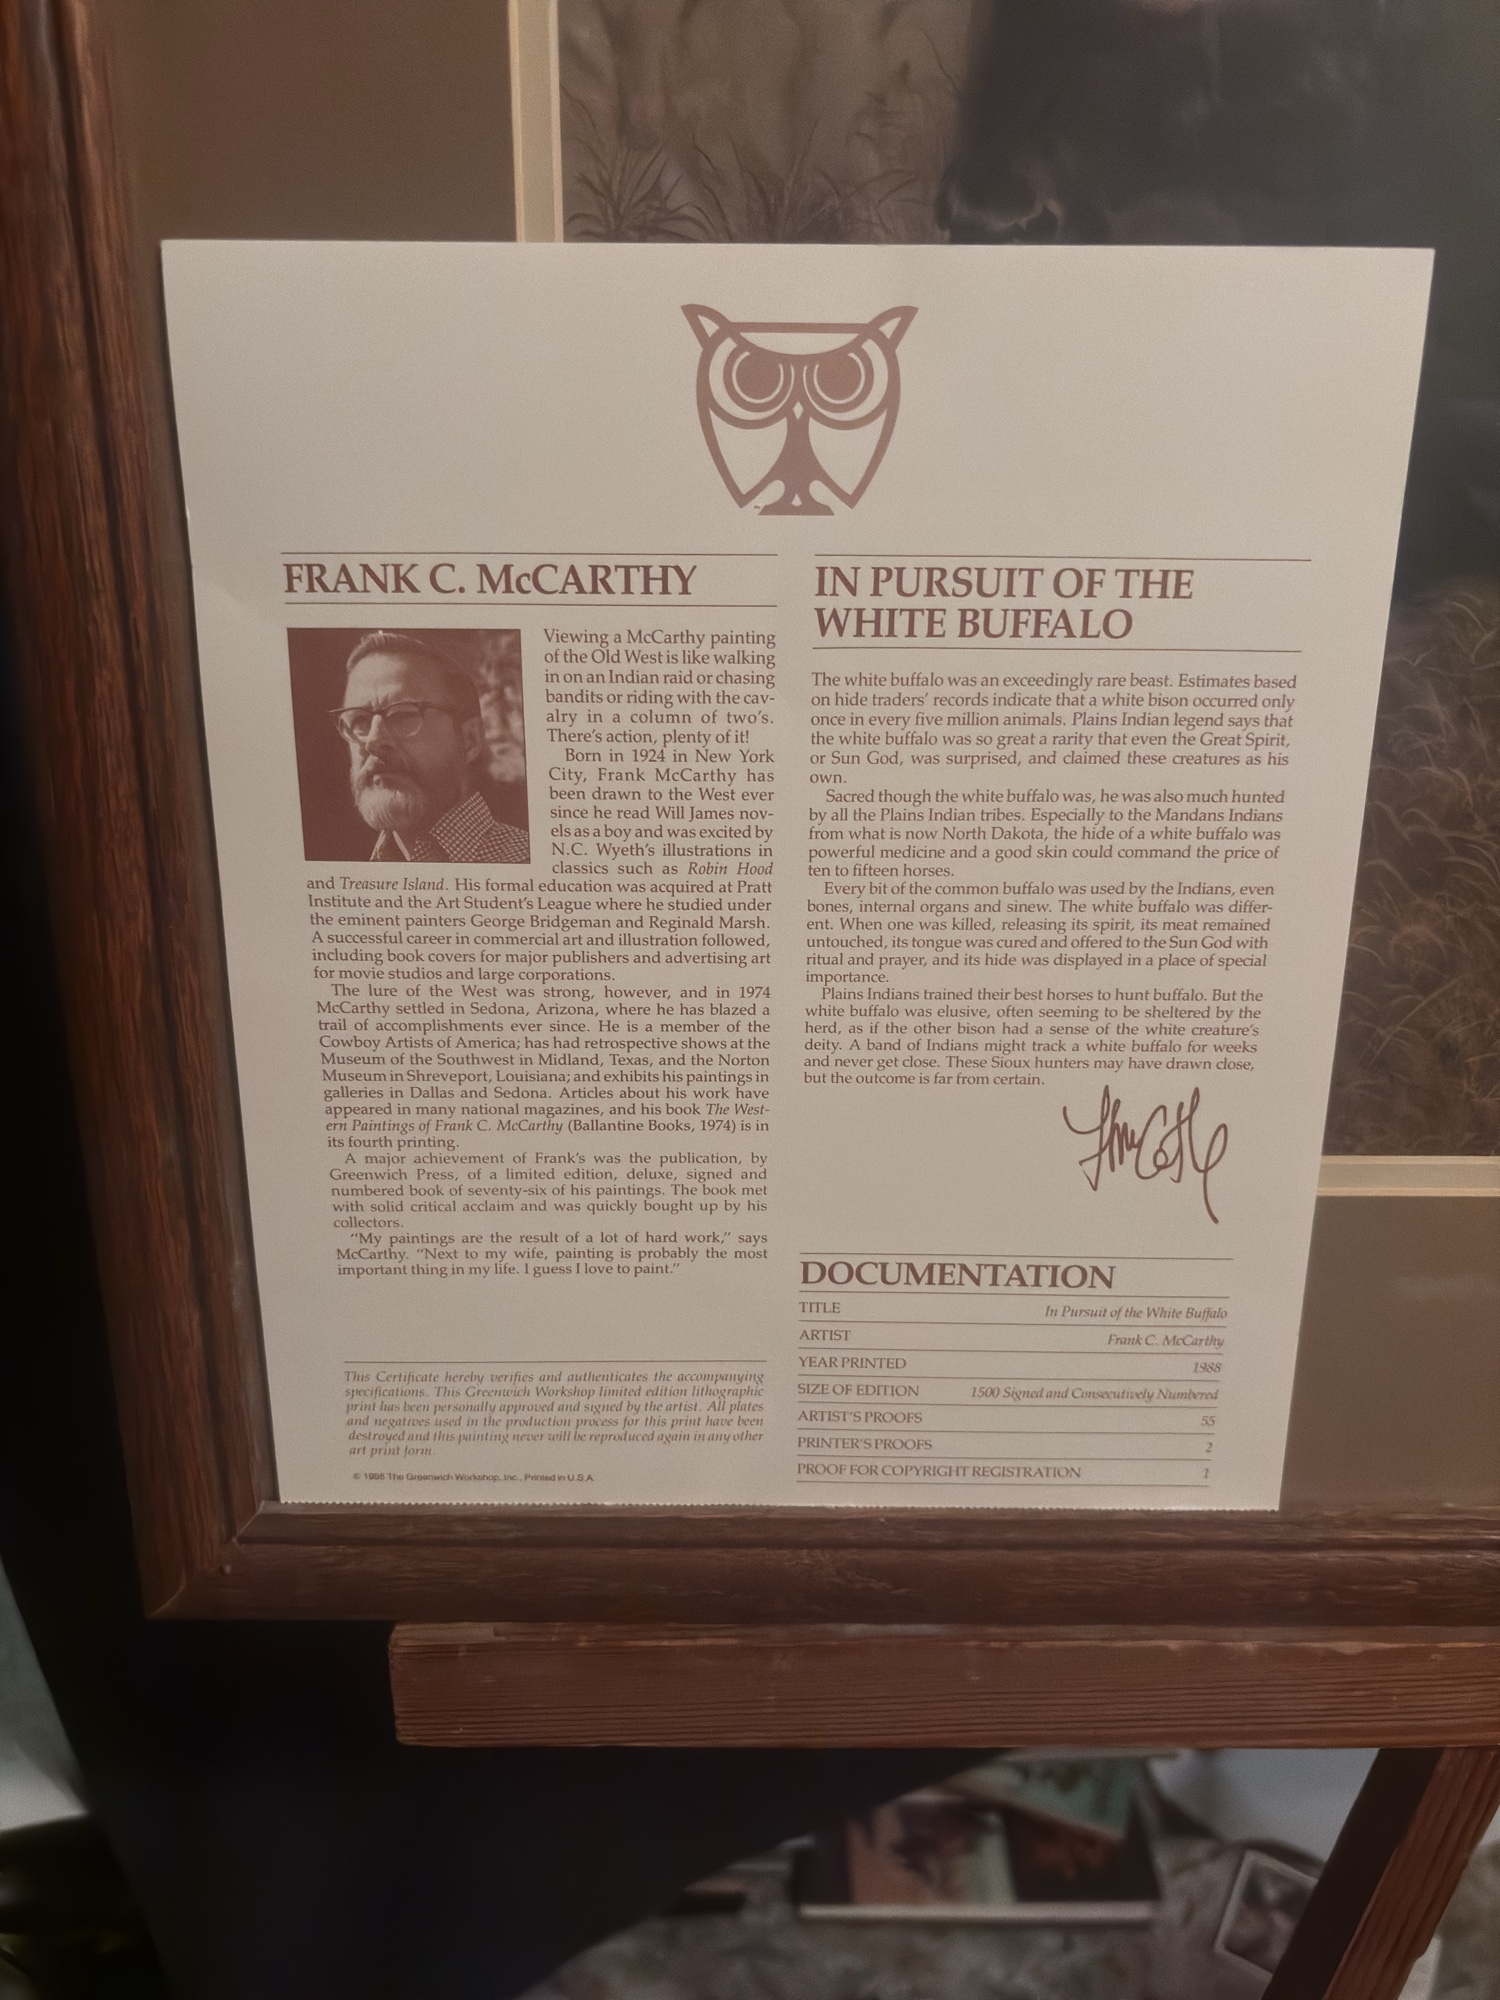 FRANK C. McCARTHY
Viewing a McCarthy painting
of the Old West is like walking
in on an Indian raid or chasing
bandits or riding with the cav-
alry in a column of two's.
There's action, plenty of it!
Born in 1924 in New York
City, Frank McCarthy has
been drawn to the West ever
since he read Will James nov-
els as a boy and was excited by
N.C. Wyeth's illustrations in
classics such as Robin Hood
and Treasure Island. His formal education was acquired at Pratt
Institute and the Art Student's League where he studied under
the eminent painters George Bridgeman and Reginald Marsh.
A successful career in commercial art and illustration followed,
including book covers for major publishers and advertising art
for movie studios and large corporations.
The lure of the West was strong, however, and in 1974
McCarthy settled in Sedona, Arizona, where he has blazed a
trail of accomplishments ever since. He is a member of the
Cowboy Artists of America; has had retrospective shows at the
Museum of the Southwest in Midland, Texas, and the Norton
Museum in Shreveport, Louisiana; and exhibits his paintings in
galleries in Dallas and Sedona. Articles about his work have
appeared in many national magazines, and his book The West-
ern Paintings of Frank C. McCarthy (Ballantine Books, 1974) is in
its fourth printing.
A major achievement of Frank's was the publication, by
Greenwich Press, of a limited edition, deluxe, signed and
numbered book of seventy-six of his paintings. The book met
with solid critical acclaim and was quickly bought up by his
collectors.
"My paintings are the result of a lot of hard work," says
McCarthy. "Next to my wife, painting is probably the most
important thing in my life. I guess I love to paint."
This Certificate hereby verifies and authenticates the accompanying
specifications. This Greenwich Workshop limited edition lithographic
print has been personally approved and signed by the artist. All plates
and negatives used in the production process for this print have been
destroyed and this painting never will be reproduced again in any other
art print form.
© 1988 The Greenwich Workshop, Inc., Printed in U.S.A.
IN PURSUIT OF THE
WHITE BUFFALO
The white buffalo was an exceedingly rare beast. Estimates based
on hide traders' records indicate that a white bison occurred only
once in every five million animals. Plains Indian legend says that
the white buffalo was so great a rarity that even the Great Spirit,
or Sun God, was surprised, and claimed these creatures as his
own.
Sacred though the white buffalo was, he was also much hunted
by all the Plains Indian tribes. Especially to the Mandans Indians
from what is now North Dakota, the hide of a white buffalo was
powerful medicine and a good skin could command the price of
ten to fifteen horses.
Every bit of the common buffalo was used by the Indians, even
bones, internal organs and sinew. The white buffalo was differ-
ent. When one was killed, releasing its spirit, its meat remained
untouched, its tongue was cured and offered to the Sun God with
ritual and prayer, and its hide was displayed in a place of special
importance.
Plains Indians trained their best horses to hunt buffalo. But the
white buffalo was elusive, often seeming to be sheltered by the
herd, as if the other bison had a sense of the white creature's
deity. A band of Indians might track a white buffalo for weeks
and never get close. These Sioux hunters may have drawn close,
but the outcome is far from certain.
DOCUMENTATION
TITLE In Pursuit of the White Buffalo
ARTIST Frank C. McCarthy
YEAR PRINTED 1988
SIZE OF EDITION 1500 Signed and Consecutively Numbered
ARTIST'S PROOFS 55
PRINTER'S PROOFS 2
PROOF FOR COPYRIGHT REGISTRATION 1